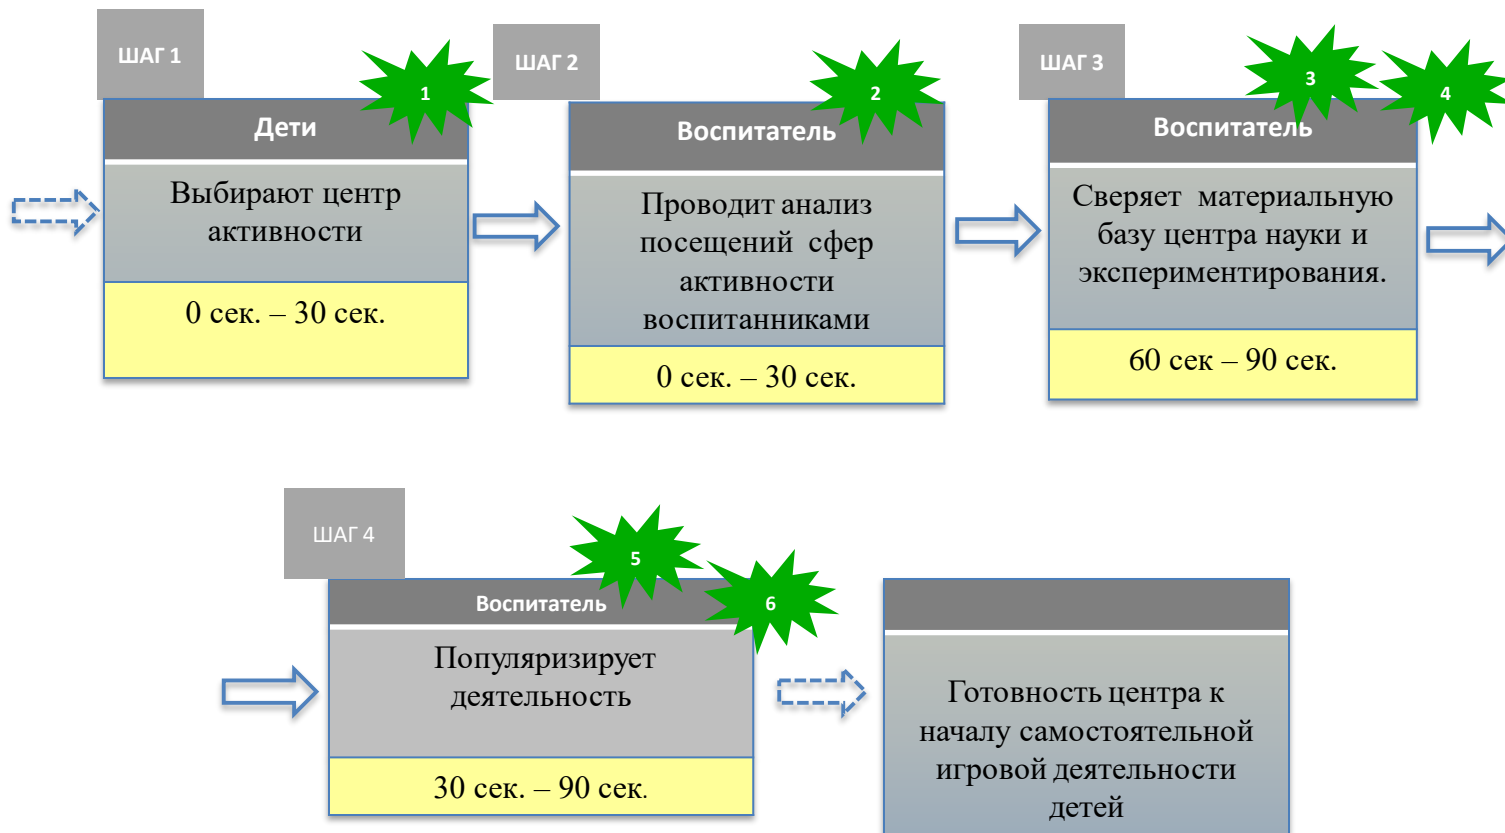 ШАГ 1
1
Дети
Выбирают центр
активности
0 сек. – 30 сек.
ШАГ 2
2
Воспитатель
Проводит анализ
посещений сфер
активности
воспитанниками
0 сек. – 30 сек.
ШАГ 3
3
4
Воспитатель
Сверяет материальную
базу центра науки и
экспериментирования.
60 сек – 90 сек.
ШАГ 4
5
6
Воспитатель
Популяризирует
деятельность
30 сек. – 90 сек.
Готовность центра к
началу самостоятельной
игровой деятельности
детей